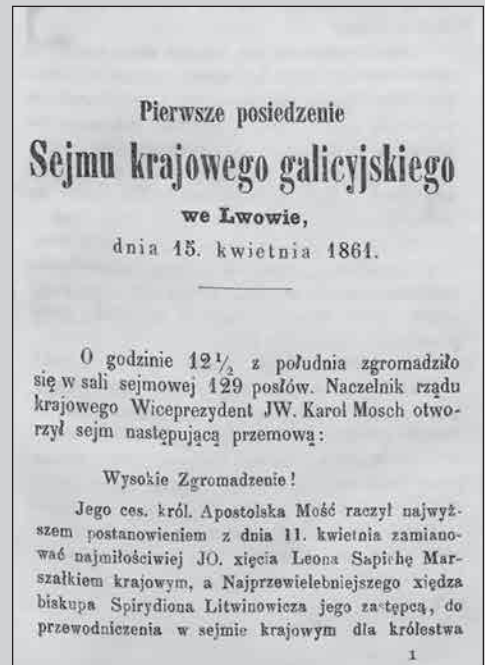 Pierwsze posiedzenie
Sejmu krajowego galicyjskiego
we Lwowie,
dnia 15. kwietnia 1861.
O godzinie 12 1/2 z południa zgromadziło
się w sali sejmowej 129 posłów. Naczelnik rządu
krajowego Wiceprezydent JW. Karol Mosch otwo-
rzył sejm następującą przemową:
Wysokie Zgromadzenie!
Jego ces. król. Apostolska Mość raczył najwyż-
szem postanowieniem z dnia 11. kwietnia zamiano-
wać najmiłościwiej JO. xięcia Leona Sapiehę Mar-
szałkiem krajowym, a Najprzewielebniejszego xiędza
biskupa Spirydiona Litwinowicza jego zastępcą, do
przewodniczenia w sejmie krajowym dla królestwa
1